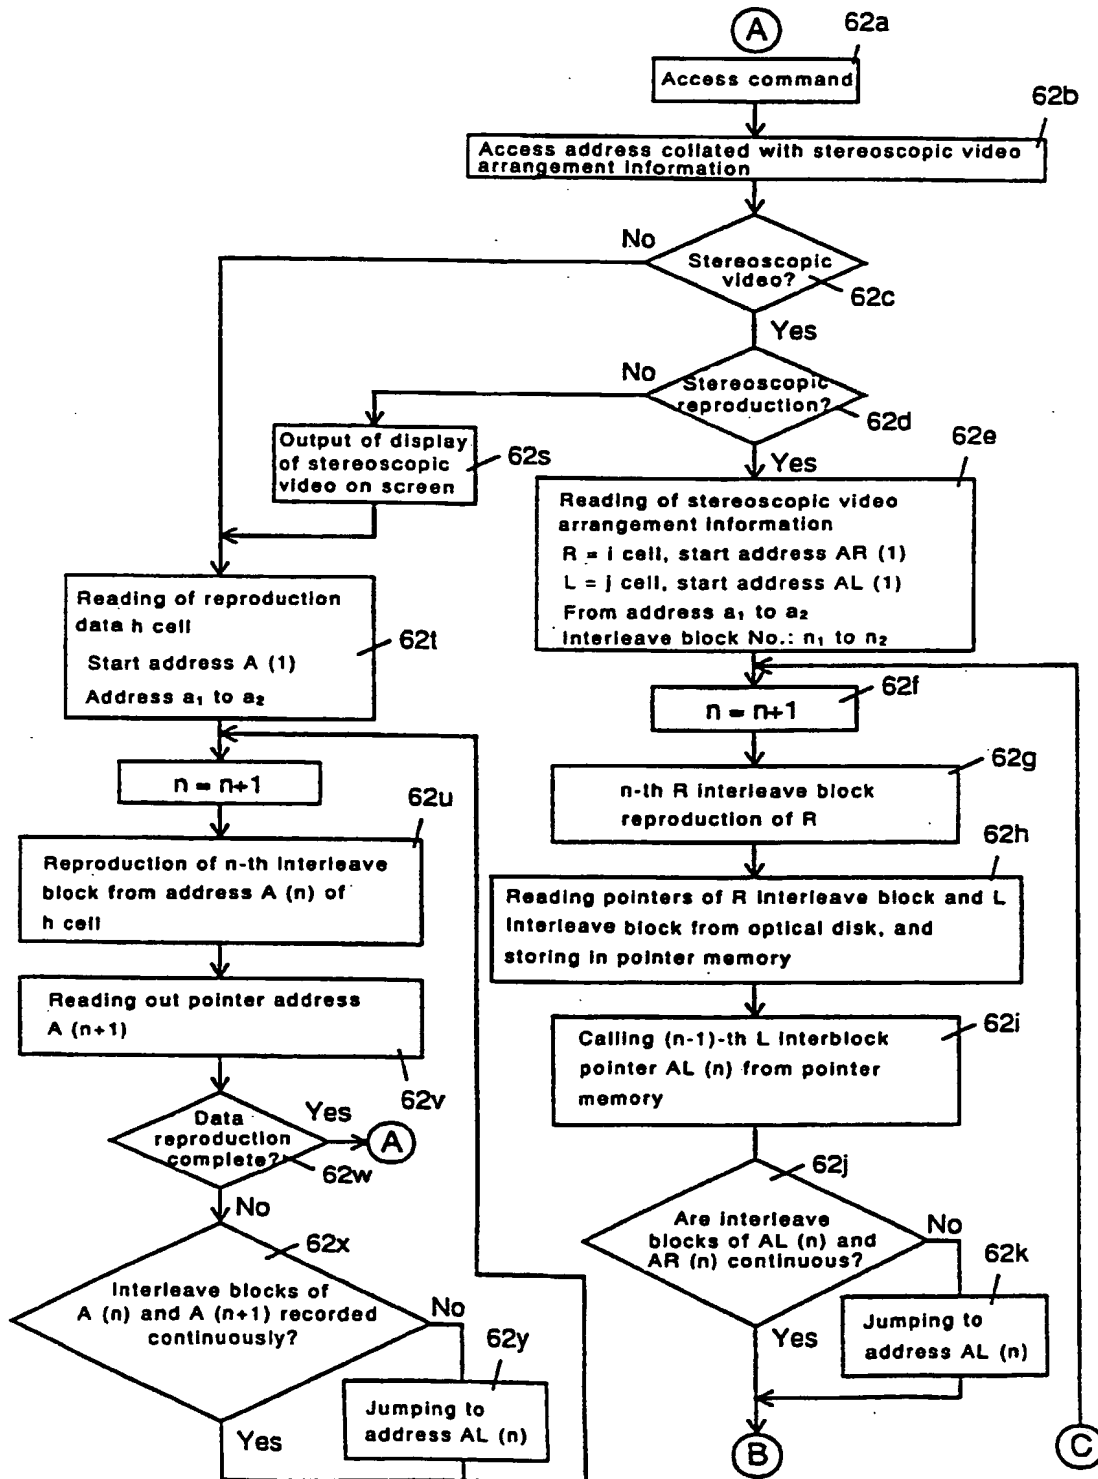 A
62a
Access command
62b
Access address collated with stereoscopic video
arrangement information
No
Stereoscopic
video?
62c
Yes
No
Stereoscopic
reproduction?
62d
Output of display
of stereoscopic
video on screen
62s
Yes
62e
Reading of stereoscopic video
arrangement information
R = i cell, start address AR (1)
L = j cell, start address AL (1)
From address a₁ to a₂
Interleave block No.: n₁ to n₂
Reading of reproduction
data h cell
Start address A (1)
Address a₁ to a₂
62t
62f
n = n+1
n = n+1
62g
n-th R interleave block
reproduction of R
62u
Reproduction of n-th interleave
block from address A (n) of
h cell
62h
Reading pointers of R interleave block and L
interleave block from optical disk, and
storing in pointer memory
Reading out pointer address
A (n+1)
62v
62i
Calling (n-1)-th L interblock
pointer AL (n) from pointer
memory
Data
reproduction
complete?
Yes
A
62w
No
62j
Are interleave
blocks of AL (n) and
AR (n) continuous?
No
62k
Jumping to
address AL (n)
Yes
62x
Interleave blocks of
A (n) and A (n+1) recorded
continuously?
No
62y
Jumping to
address AL (n)
Yes
B
C